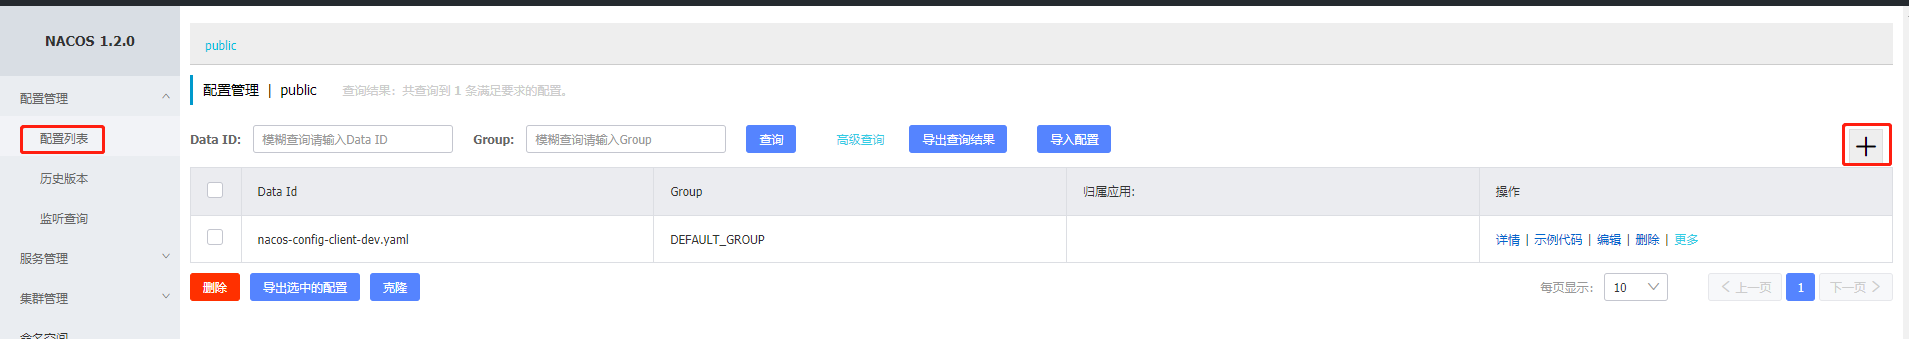 NACOS 1.2.0
配置管理
配置列表
历史版本
监听查询
服务管理
集群管理
命名空间
public
配置管理 | public 查询结果：共查询到 1 条满足要求的配置。
Data ID: 模糊查询请输入Data ID Group: 模糊查询请输入Group 查询 高级查询 导出查询结果 导入配置
Data Id Group 归属应用: 操作
nacos-config-client-dev.yaml DEFAULT_GROUP 详情 | 示例代码 | 编辑 | 删除 | 更多
删除 导出选中的配置 克隆 每页显示: 10 上一页 1 下一页